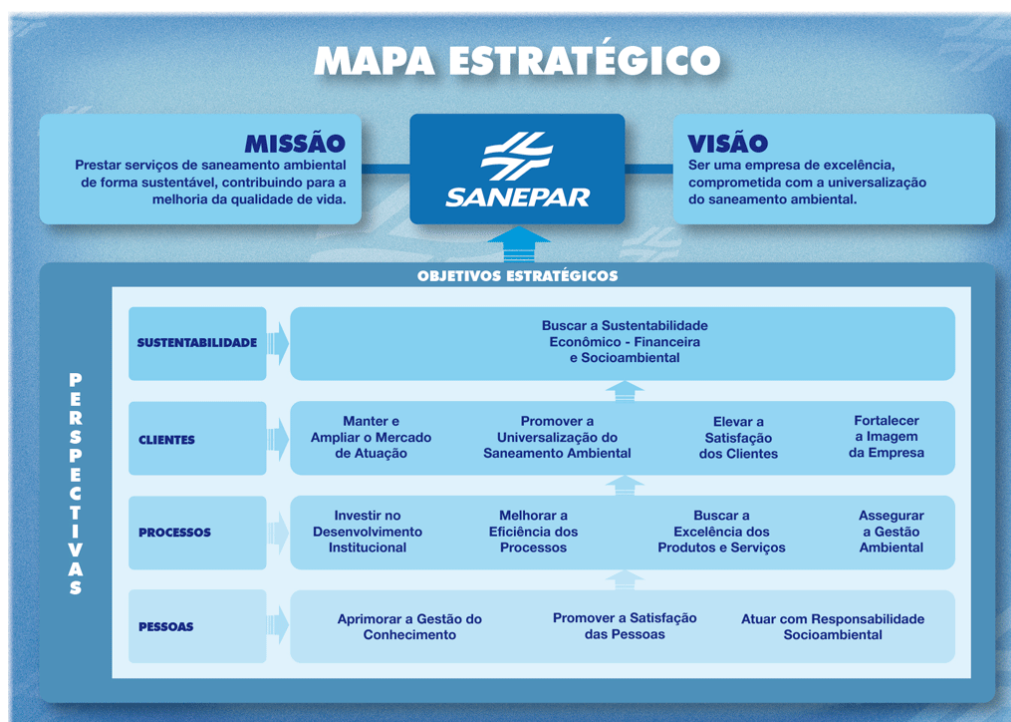 MAPA ESTRATÉGICO
MISSÃO
Prestar serviços de saneamento ambiental
de forma sustentável, contribuindo para a
melhoria da qualidade de vida.
SANEPAR
VISÃO
Ser uma empresa de excelência,
comprometida com a universalização
do saneamento ambiental.
OBJETIVOS ESTRATÉGICOS
PERSPECTIVAS
SUSTENTABILIDADE
Buscar a Sustentabilidade
Econômico - Financeira
e Socioambiental
CLIENTES
Manter e
Ampliar o Mercado
de Atuação
Promover a
Universalização do
Saneamento Ambiental
Elevar a
Satisfação
dos Clientes
Fortalecer
a Imagem
da Empresa
PROCESSOS
Investir no
Desenvolvimento
Institucional
Melhorar a
Eficiência dos
Processos
Buscar a
Excelência dos
Produtos e Serviços
Assegurar
a Gestão
Ambiental
PESSOAS
Aprimorar a Gestão do
Conhecimento
Promover a Satisfação
das Pessoas
Atuar com Responsabilidade
Socioambiental